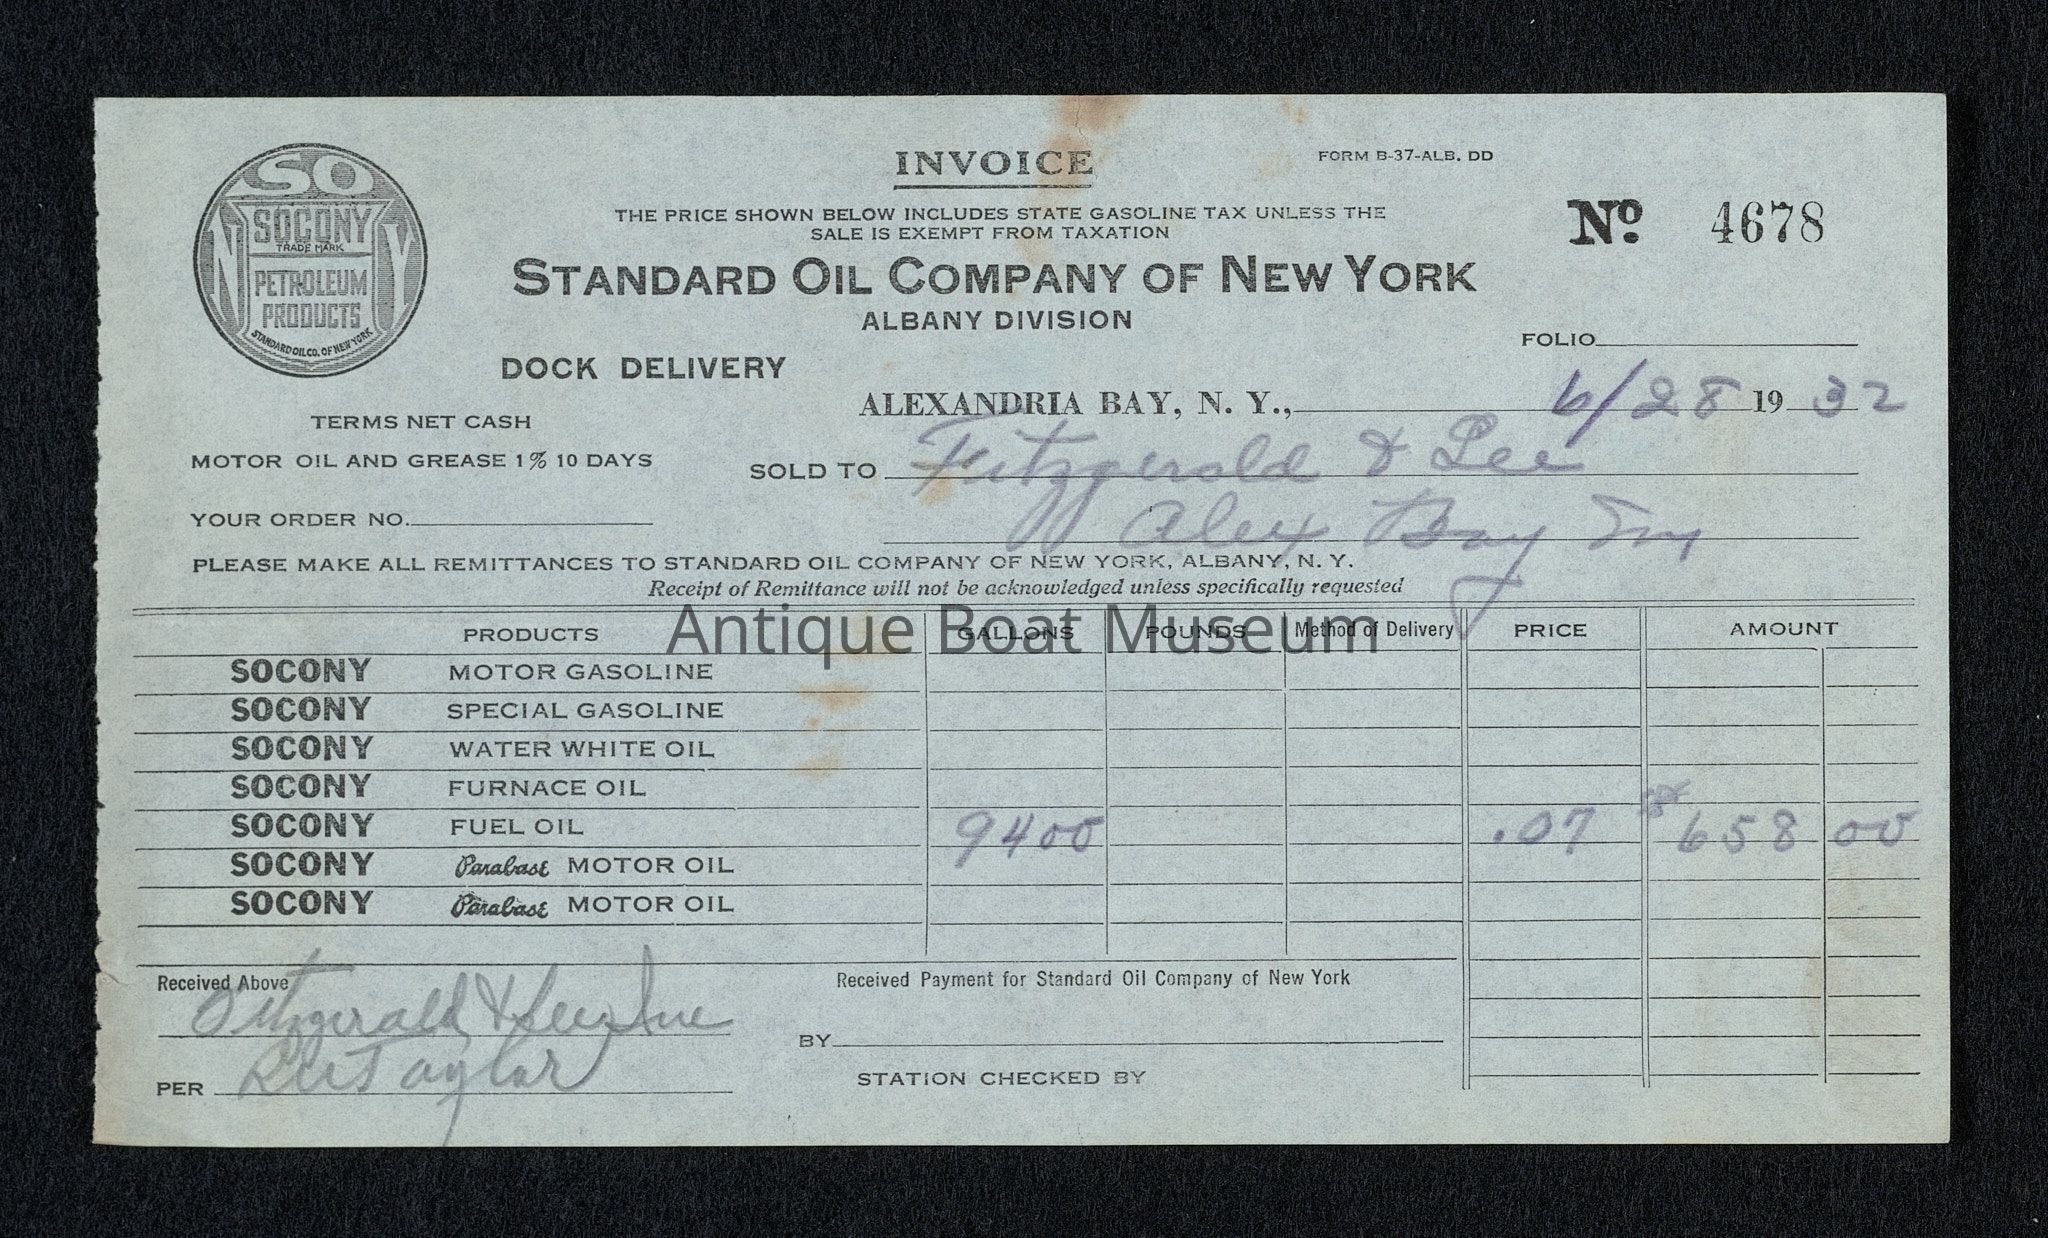 SO
N
Y
SOCONY
TRADE MARK
PETROLEUM
PRODUCTS
STANDARD OIL CO. OF NEW YORK
INVOICE
FORM B-37-ALB. DD
THE PRICE SHOWN BELOW INCLUDES STATE GASOLINE TAX UNLESS THE
SALE IS EXEMPT FROM TAXATION
No. 4678
STANDARD OIL COMPANY OF NEW YORK
ALBANY DIVISION
FOLIO
DOCK DELIVERY
ALEXANDRIA BAY, N. Y., 6/28 19 32
TERMS NET CASH
MOTOR OIL AND GREASE 1% 10 DAYS
SOLD TO Fitzgerald & Lee
YOUR ORDER NO.
Alex Bay
PLEASE MAKE ALL REMITTANCES TO STANDARD OIL COMPANY OF NEW YORK, ALBANY, N. Y.
Receipt of Remittance will not be acknowledged unless specifically requested
Antique Boat Museum
PRODUCTS GALLONS POUNDS Method of Delivery PRICE AMOUNT
SOCONY MOTOR GASOLINE
SOCONY SPECIAL GASOLINE
SOCONY WATER WHITE OIL
SOCONY FURNACE OIL
SOCONY FUEL OIL 9400 .07 658 00
SOCONY Parabase MOTOR OIL
SOCONY Parabase MOTOR OIL
Received Above
Received Payment for Standard Oil Company of New York
Fitzgerald & Lee Inc
BY
PER Taylor
STATION CHECKED BY